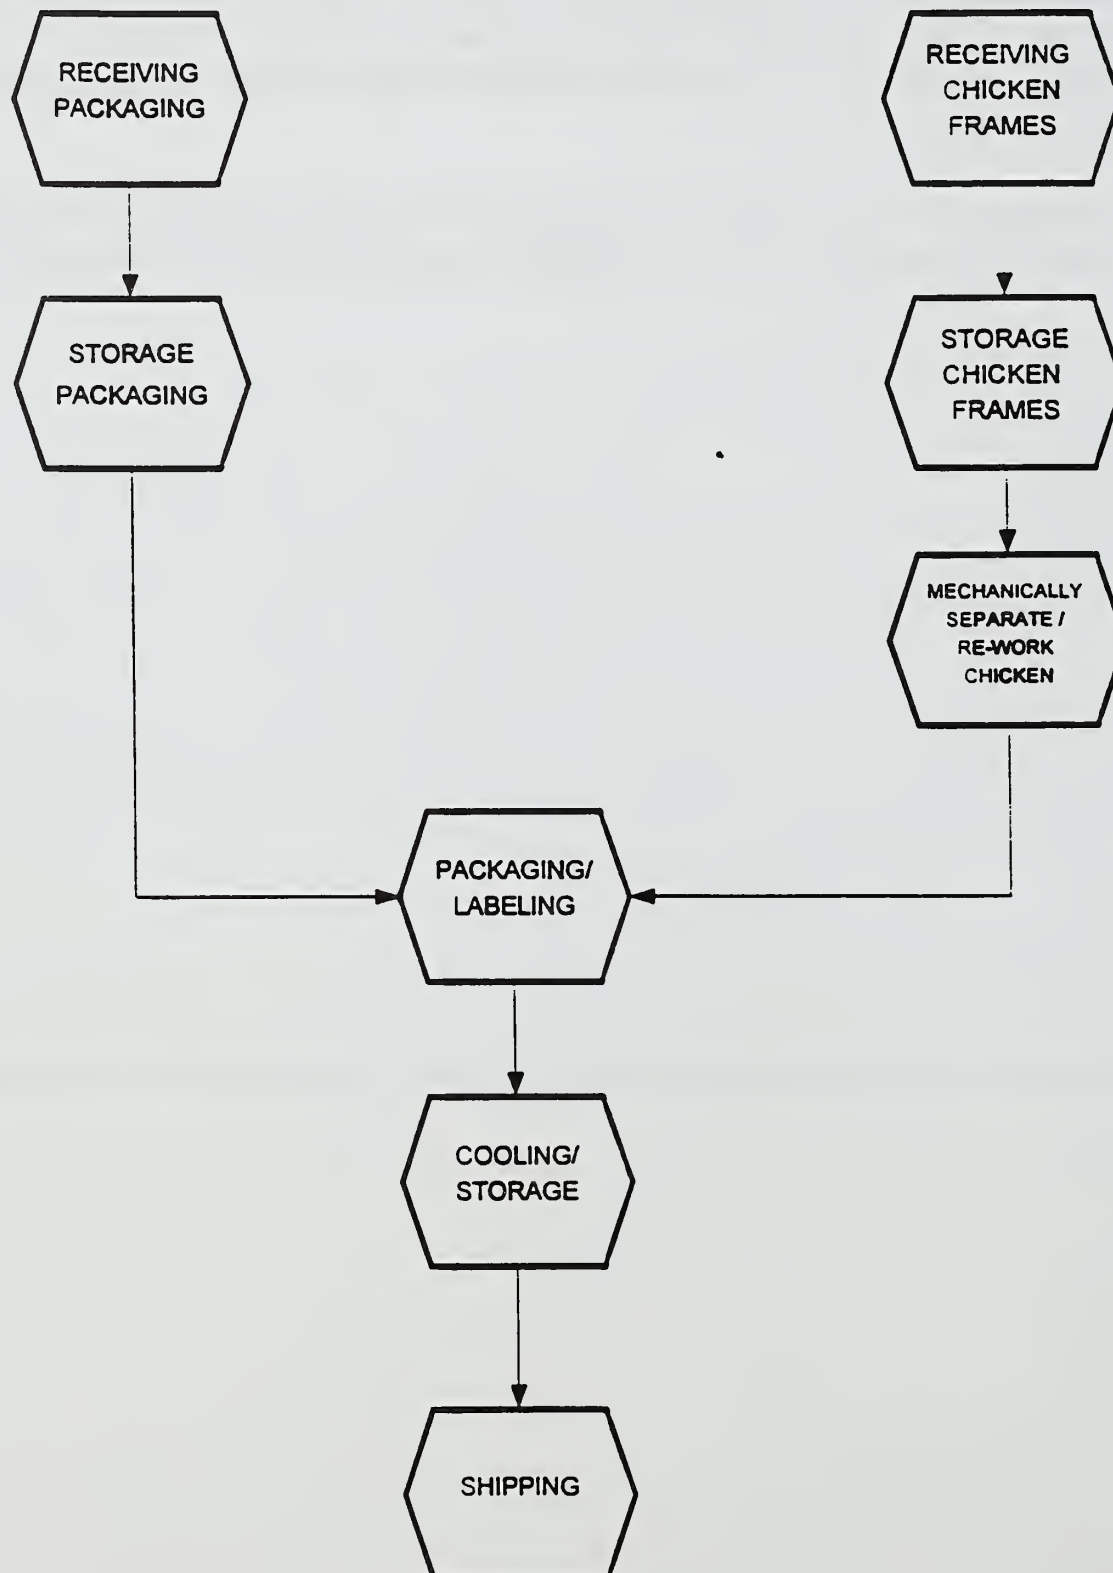 RECEIVING
PACKAGING
RECEIVING
CHICKEN
FRAMES
STORAGE
PACKAGING
STORAGE
CHICKEN
FRAMES
MECHANICALLY
SEPARATE /
RE-WORK
CHICKEN
PACKAGING/
LABELING
COOLING/
STORAGE
SHIPPING